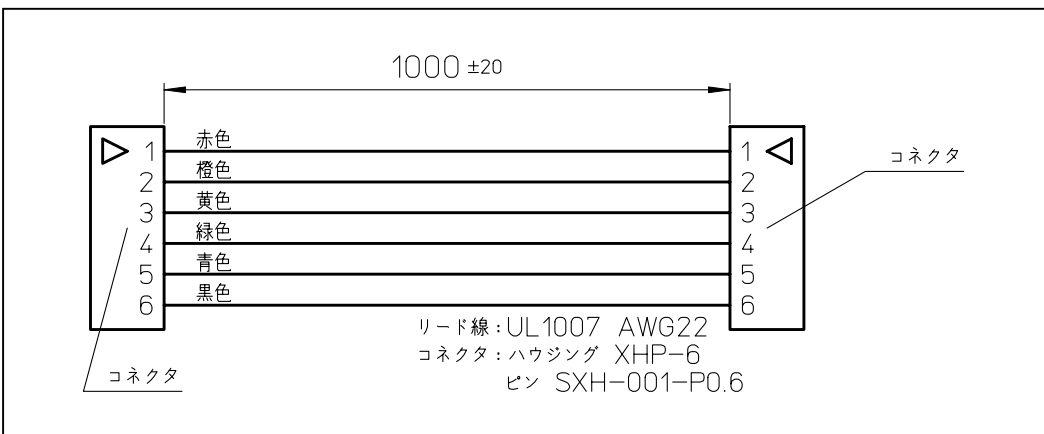 1000 ±20
1 赤色 1
2 橙色 2
3 黄色 3
4 緑色 4
5 青色 5
6 黒色 6
コネクタ
コネクタ
リード線:UL1007 AWG22
コネクタ:ハウジング XHP-6
ピン SXH-001-P0.6